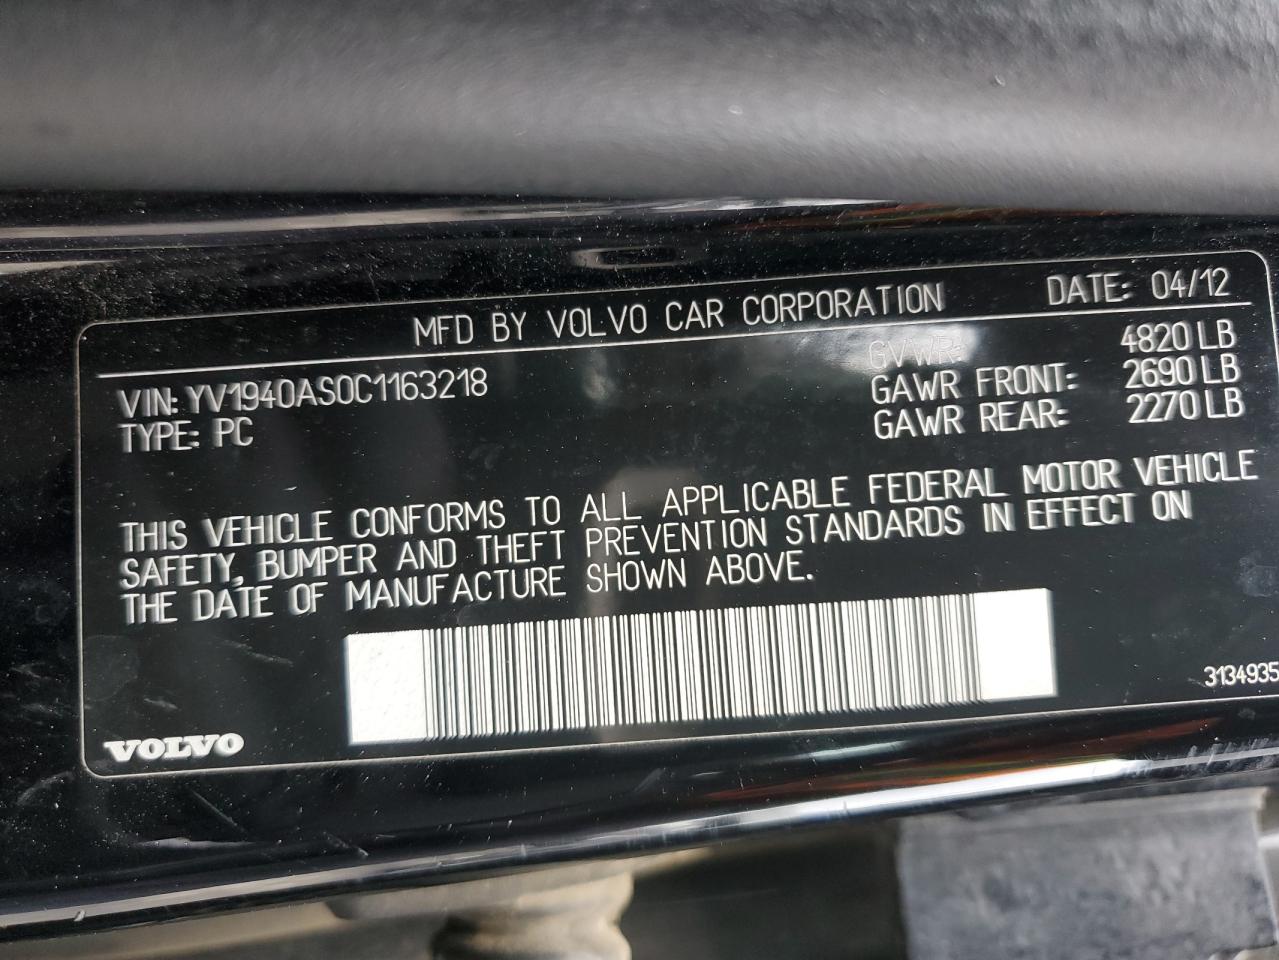 MFD BY VOLVO CAR CORPORATION DATE: 04/12
VIN: YV1940AS0C1163218 GVWR: 4820 LB
TYPE: PC GAWR FRONT: 2690 LB
GAWR REAR: 2270 LB
THIS VEHICLE CONFORMS TO ALL APPLICABLE FEDERAL MOTOR VEHICLE
SAFETY, BUMPER AND THEFT PREVENTION STANDARDS IN EFFECT ON
THE DATE OF MANUFACTURE SHOWN ABOVE.
3134935
VOLVO